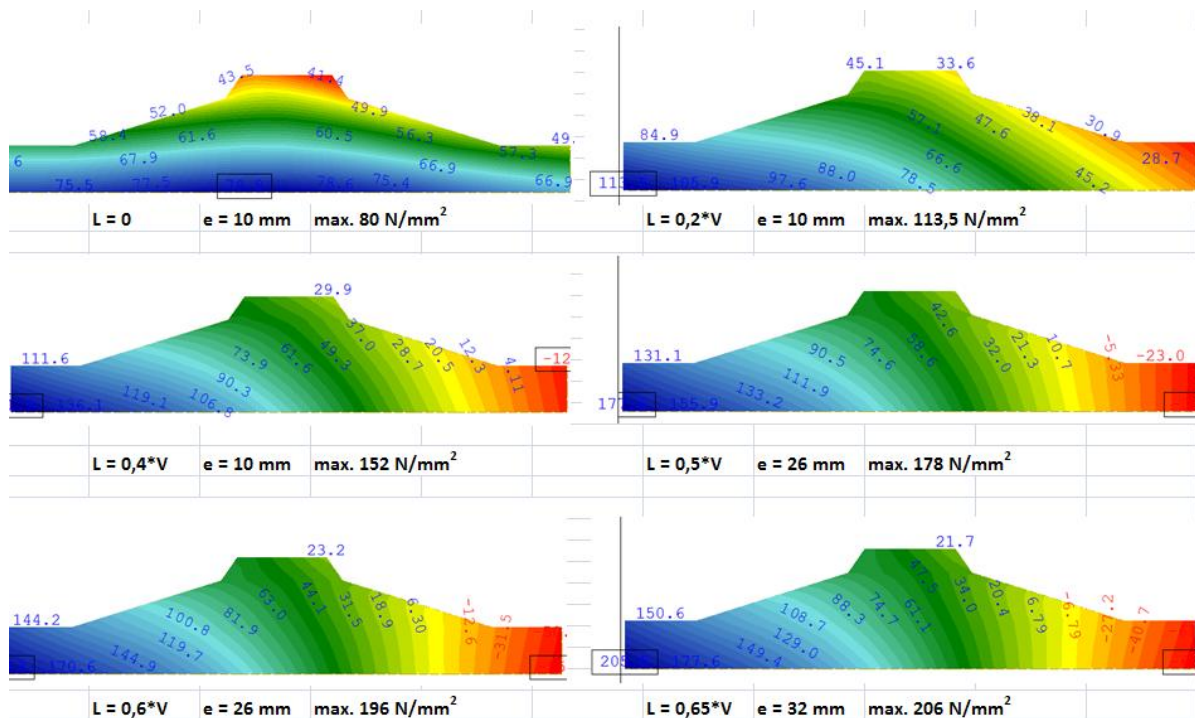 43.5 41.4
52.0 49.9
58.4 61.6 60.5 56.3 49.
67.9 66.9 57.3
75.5 77.5 78.6 75.4 66.9
L = 0 e = 10 mm max. 80 N/mm²
45.1 33.6
84.9 57.1 47.6 38.1 30.9
88.0 66.6 28.7
105.9 97.6 78.5 45.2
L = 0,2*V e = 10 mm max. 113,5 N/mm²
29.9
111.6 73.9 61.6 49.3 37.0 28.7 20.5 12.3 4.11 -12
136.1 119.1 106.8 90.3
L = 0,4*V e = 10 mm max. 152 N/mm²
131.1 90.5 74.6 58.6 42.6 32.0 21.3 10.7 -5.33 -23.0
155.9 133.2 111.9
L = 0,5*V e = 26 mm max. 178 N/mm²
23.2
144.2 100.8 81.9 63.0 44.1 31.5 18.9 6.30 -12.6 -31.5
170.6 144.9 119.7
L = 0,6*V e = 26 mm max. 196 N/mm²
21.7
150.6 108.7 88.3 74.7 61.1 47.5 34.0 20.4 6.79 -6.79 -27.2 -40.7
177.6 149.4 129.0
L = 0,65*V e = 32 mm max. 206 N/mm²